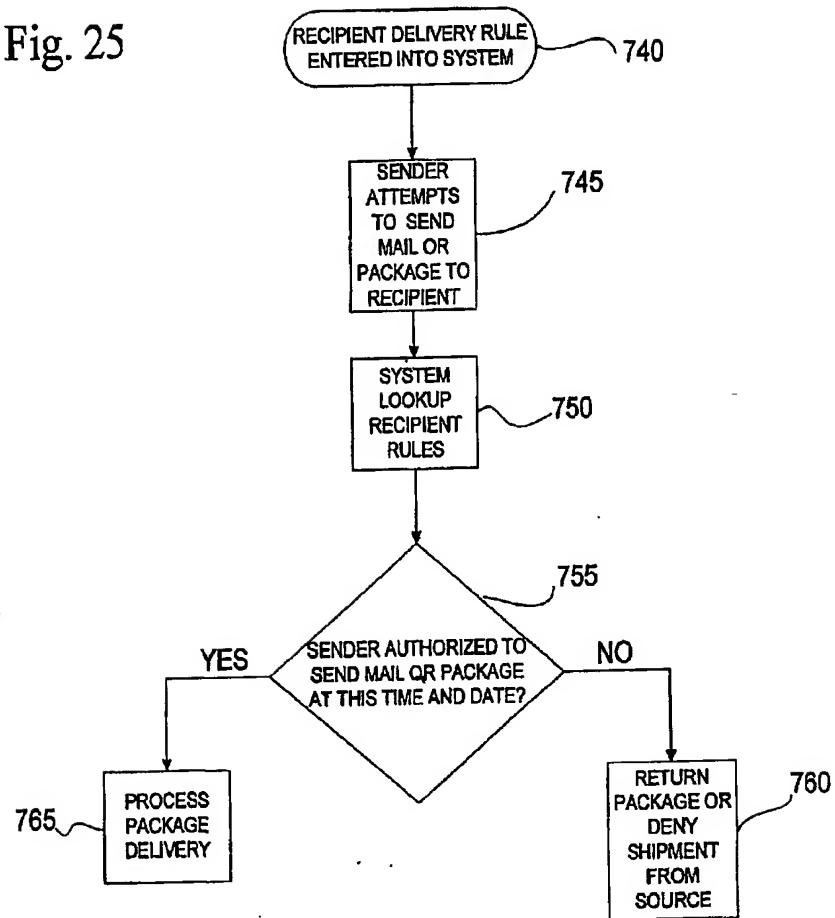 Fig. 25
RECIPIENT DELIVERY RULE
ENTERED INTO SYSTEM
740
SENDER
ATTEMPTS
TO SEND
MAIL OR
PACKAGE TO
RECIPIENT
745
SYSTEM
LOOKUP
RECIPIENT
RULES
750
755
SENDER AUTHORIZED TO
SEND MAIL OR PACKAGE
AT THIS TIME AND DATE?
YES
NO
765
PROCESS
PACKAGE
DELIVERY
RETURN
PACKAGE OR
DENY
SHIPMENT
FROM
SOURCE
760